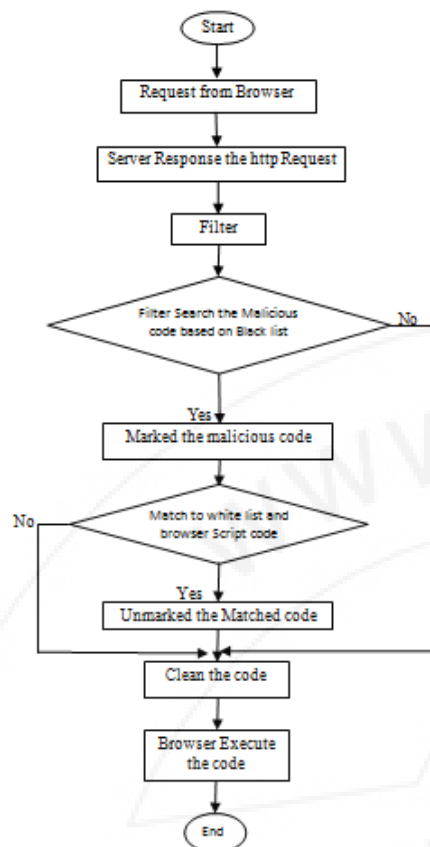 Start
Request from Browser
Server Response the http Request
Filter
Filter Search the Malicious
code based on Black list
No
Yes
Marked the malicious code
No
Match to white list and
browser Script code
Yes
Unmarked the Matched code
Clean the code
Browser Execute
the code
End